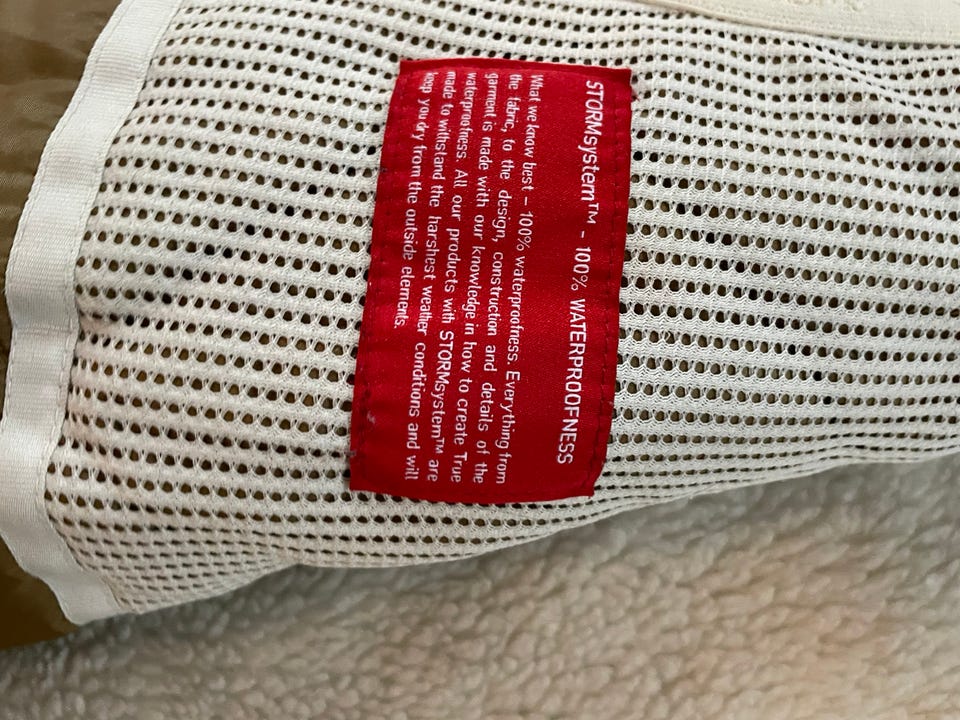 STORMsystem™ – 100% WATERPROOFNESS
What we know best – 100% waterproofness. Everything from
the fabric, to the design, construction and details of the
garment is made with our knowledge in how to create True
waterproofness. All our products with STORMsystem™ are
made to withstand the harshest weather conditions and will
keep you dry from the outside elements.